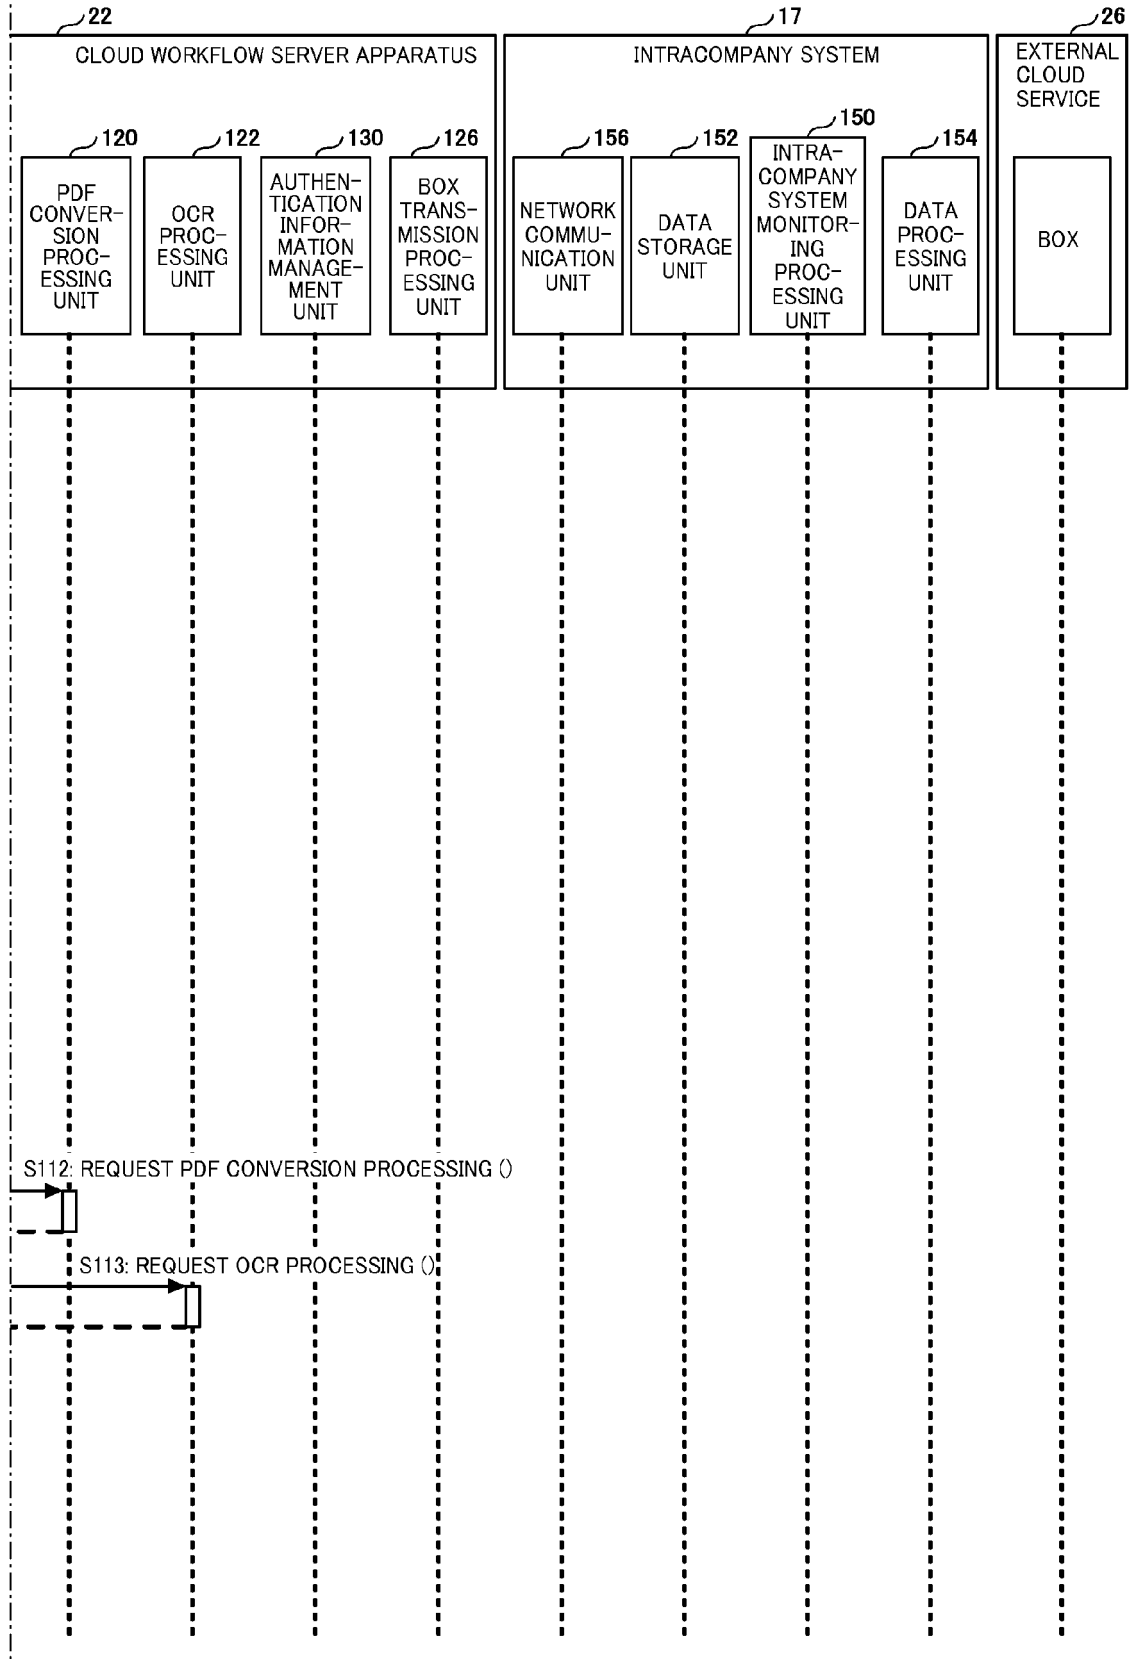 22
17
26
CLOUD WORKFLOW SERVER APPARATUS
INTRACOMPANY SYSTEM
EXTERNAL
CLOUD
SERVICE
120
PDF
CONVER-
SION
PROC-
ESSING
UNIT
122
OCR
PROC-
ESSING
UNIT
130
AUTHEN-
TICATION
INFOR-
MATION
MANAGE-
MENT
UNIT
126
BOX
TRANS-
MISSION
PROC-
ESSING
UNIT
156
NETWORK
COMMU-
NICATION
UNIT
152
DATA
STORAGE
UNIT
150
INTRA-
COMPANY
SYSTEM
MONITOR-
ING
PROC-
ESSING
UNIT
154
DATA
PROC-
ESSING
UNIT
BOX
S112: REQUEST PDF CONVERSION PROCESSING ()
S113: REQUEST OCR PROCESSING ()